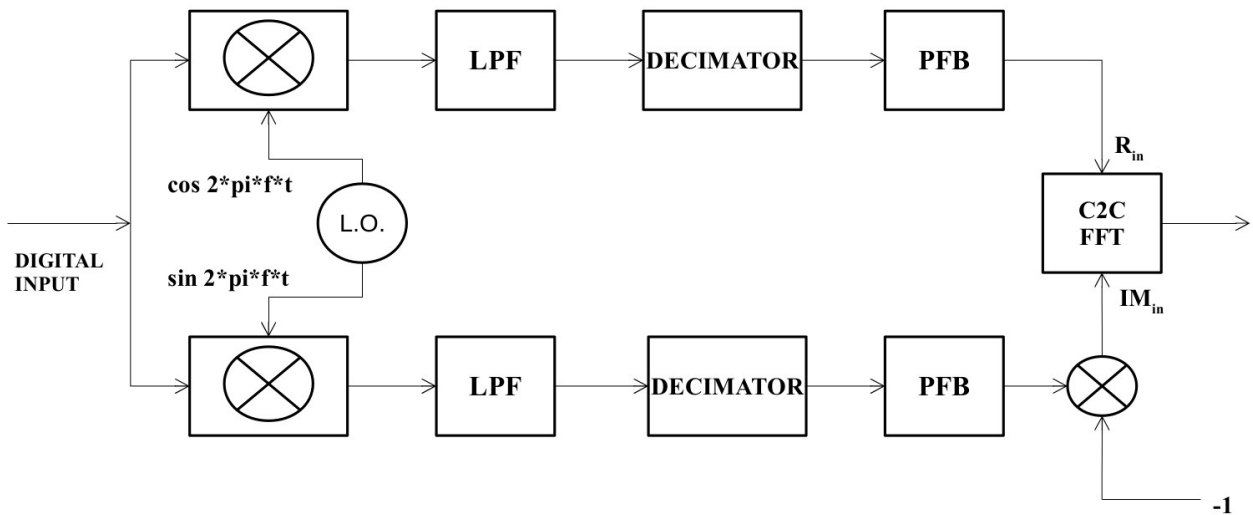 LPF
DECIMATOR
PFB
R_in
cos 2*pi*f*t
L.O.
C2C
FFT
DIGITAL
INPUT
sin 2*pi*f*t
IM_in
LPF
DECIMATOR
PFB
-1